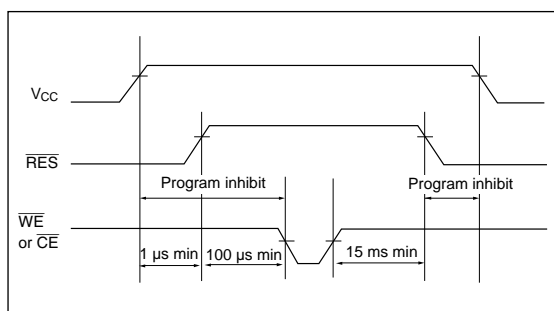 VCC
RES
Program inhibit
Program inhibit
WE
or CE
1 µs min
100 µs min
15 ms min